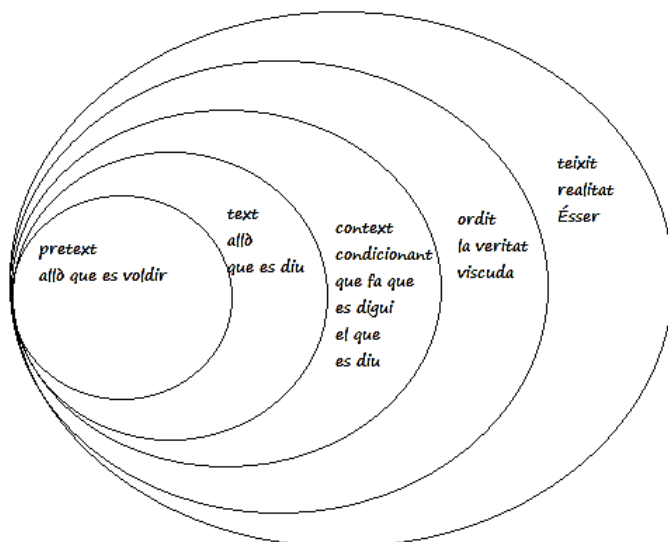 pretext
allò que es voldir
text
allò
que es diu
context
condicionant
que fa que
es digui
el que
es diu
ordit
la veritat
viscuda
teixit
realitat
Ésser